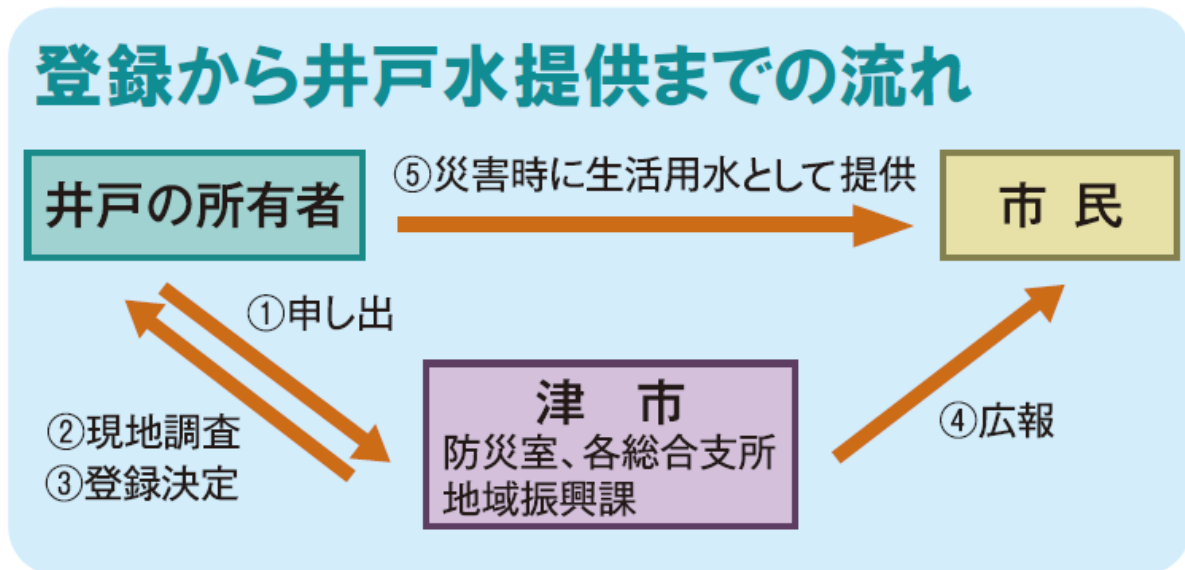 登録から井戸水提供までの流れ
井戸の所有者
⑤災害時に生活用水として提供
市 民
①申し出
②現地調査
③登録決定
津 市
防災室、各総合支所
地域振興課
④広報